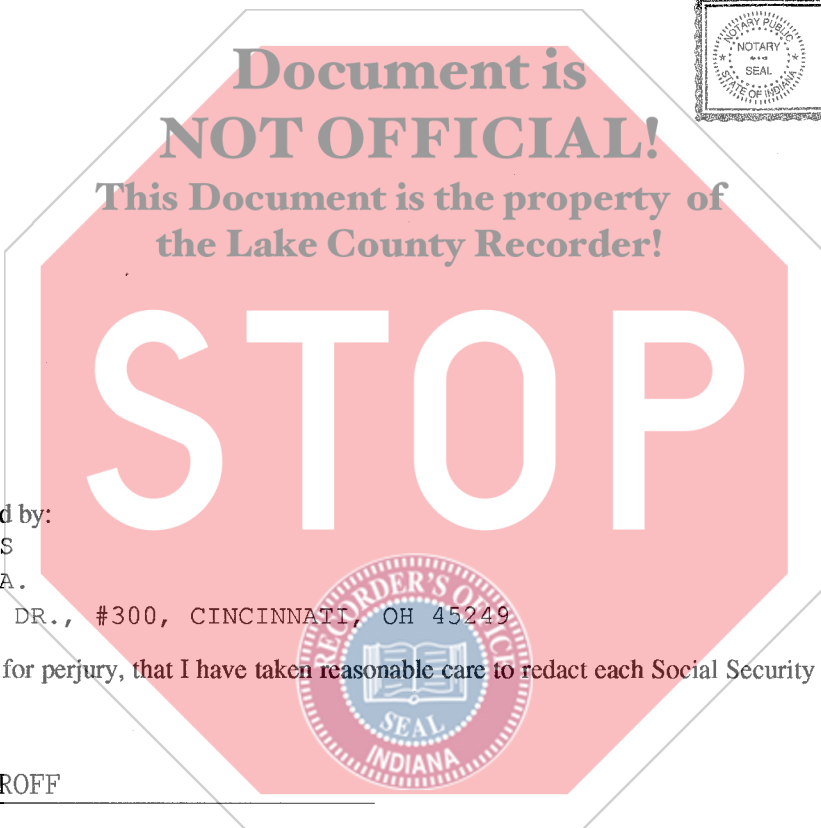 NOTARY PUBLIC
NOTARY
SEAL
STATE OF INDIANA
Document is
NOT OFFICIAL!
This Document is the property of
the Lake County Recorder!
STOP
d by:
S
A.
DR., #300, CINCINNATI, OH 45249
for perjury, that I have taken reasonable care to redact each Social Security
RECORDER'S OFFICE
SEAL
INDIANA
ROFF